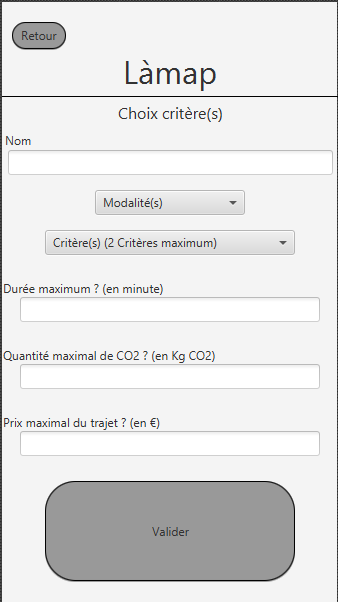 Retour
Làmap
Choix critère(s)
Nom
Modalité(s)
Critère(s) (2 Critères maximum)
Durée maximum ? (en minute)
Quantité maximal de CO2 ? (en Kg CO2)
Prix maximal du trajet ? (en €)
Valider